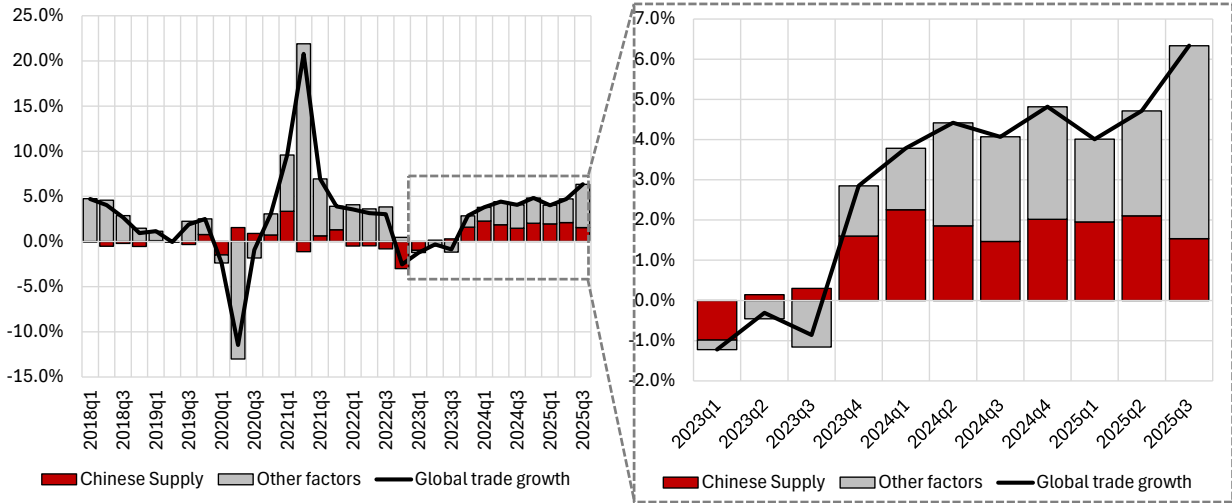 25.0%
20.0%
15.0%
10.0%
5.0%
0.0%
-5.0%
-10.0%
-15.0%
2018q1
2018q3
2019q1
2019q3
2020q1
2020q3
2021q1
2021q3
2022q1
2022q3
2023q1
2023q3
2024q1
2024q3
2025q1
2025q3
Chinese Supply Other factors Global trade growth
7.0%
6.0%
5.0%
4.0%
3.0%
2.0%
1.0%
0.0%
-1.0%
-2.0%
2023q1
2023q2
2023q3
2023q4
2024q1
2024q2
2024q3
2024q4
2025q1
2025q2
2025q3
Chinese Supply Other factors Global trade growth